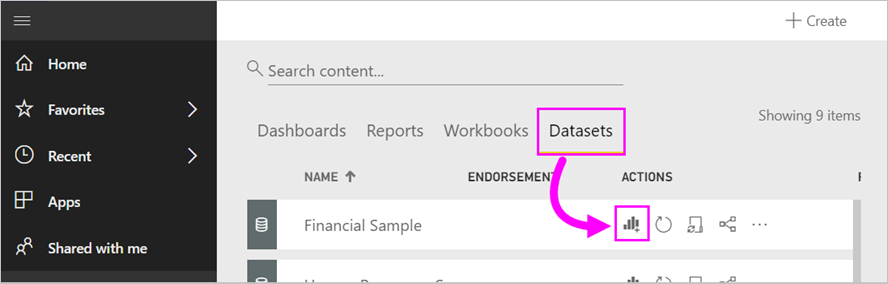 Create
Home
Search content...
Favorites
Showing 9 items
Dashboards Reports Workbooks Datasets
Recent
NAME ENDORSEMENT ACTIONS
Apps
Financial Sample
Shared with me